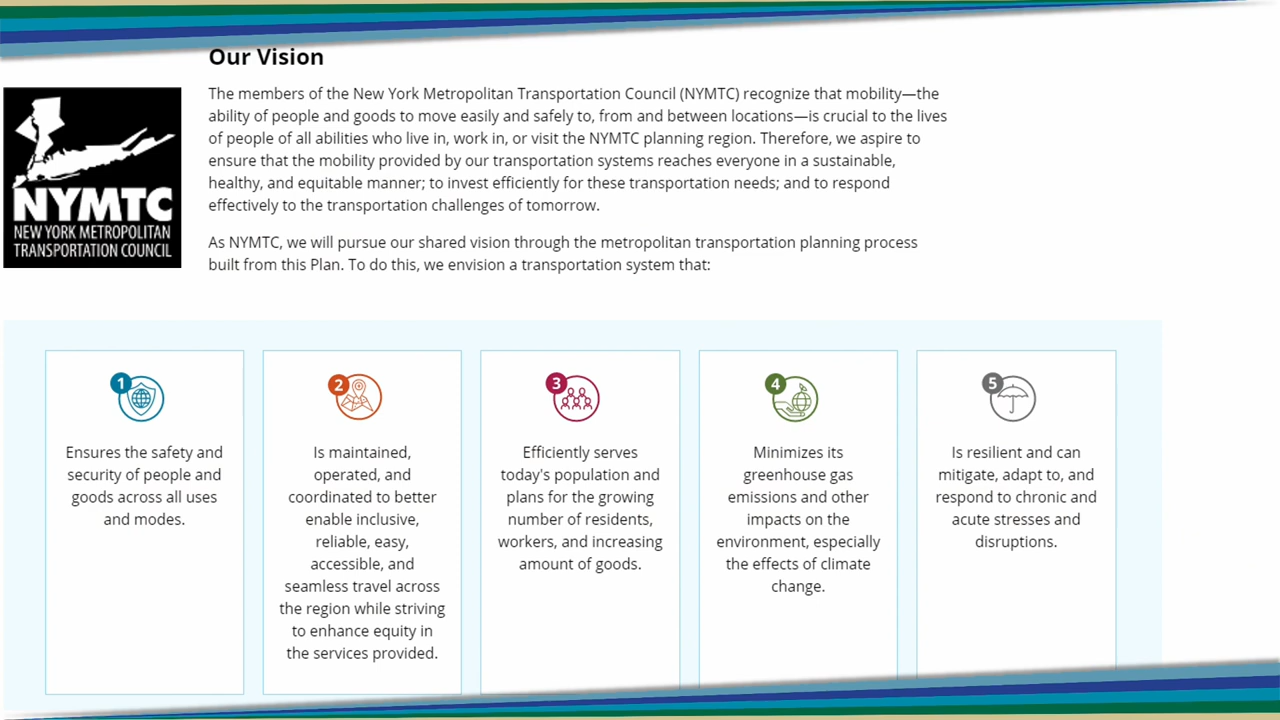 Our Vision
The members of the New York Metropolitan Transportation Council (NYMTC) recognize that mobility—the
ability of people and goods to move easily and safely to, from and between locations—is crucial to the lives
of people of all abilities who live in, work in, or visit the NYMTC planning region. Therefore, we aspire to
ensure that the mobility provided by our transportation systems reaches everyone in a sustainable,
healthy, and equitable manner; to invest efficiently for these transportation needs; and to respond
effectively to the transportation challenges of tomorrow.
As NYMTC, we will pursue our shared vision through the metropolitan transportation planning process
built from this Plan. To do this, we envision a transportation system that:
NYMTC
NEW YORK METROPOLITAN
TRANSPORTATION COUNCIL
1
Ensures the safety and
security of people and
goods across all uses
and modes.
2
Is maintained,
operated, and
coordinated to better
enable inclusive,
reliable, easy,
accessible, and
seamless travel across
the region while striving
to enhance equity in
the services provided.
3
Efficiently serves
today's population and
plans for the growing
number of residents,
workers, and increasing
amount of goods.
4
Minimizes its
greenhouse gas
emissions and other
impacts on the
environment, especially
the effects of climate
change.
5
Is resilient and can
mitigate, adapt to, and
respond to chronic and
acute stresses and
disruptions.